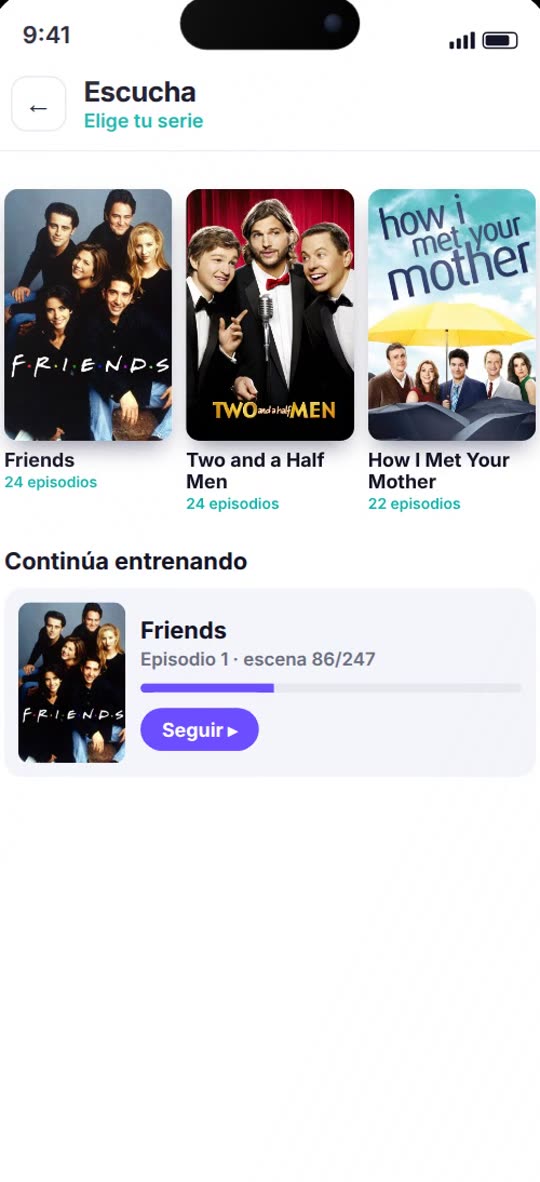 9:41
←
Escucha
Elige tu serie
F·R·I·E·N·D·S
TWO and a half MEN
how i
met your
mother
Friends
24 episodios
Two and a Half
Men
24 episodios
How I Met Your
Mother
22 episodios
Continúa entrenando
F·R·I·E·N·D·S
Friends
Episodio 1 · escena 86/247
Seguir ▸